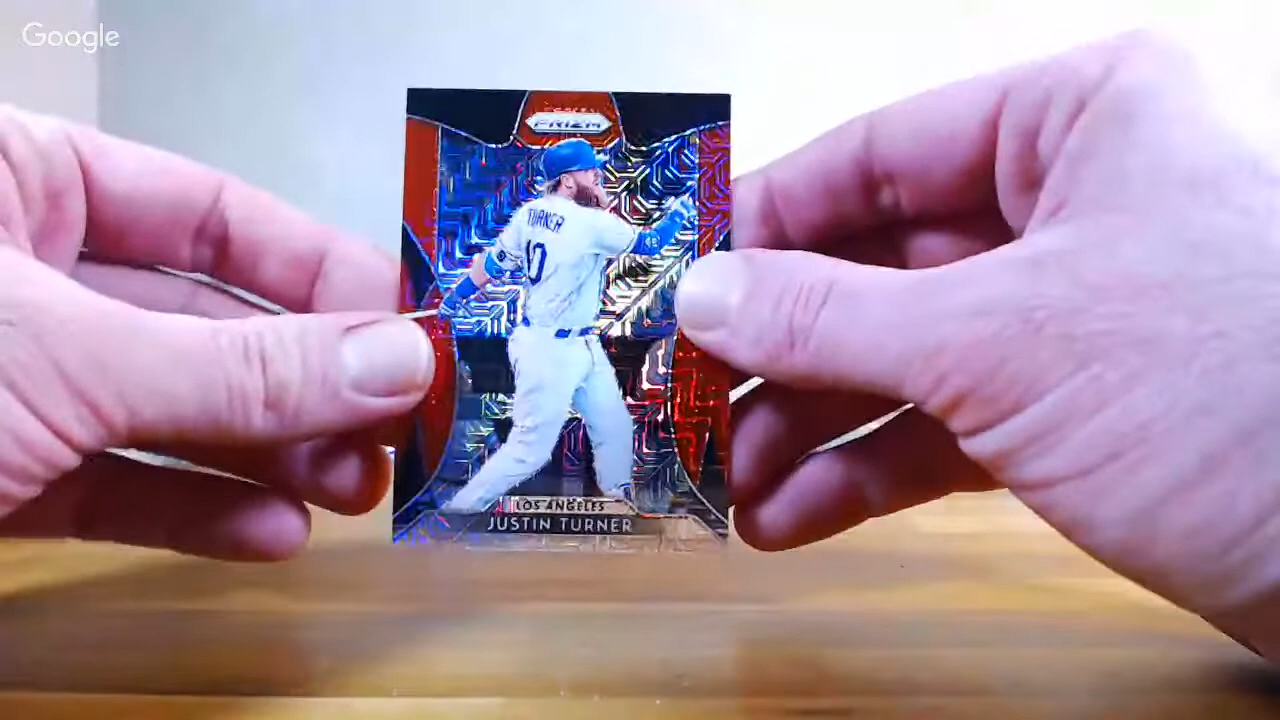 Google
PRIZM
TURNER
10
LOS ANGELES
JUSTIN TURNER